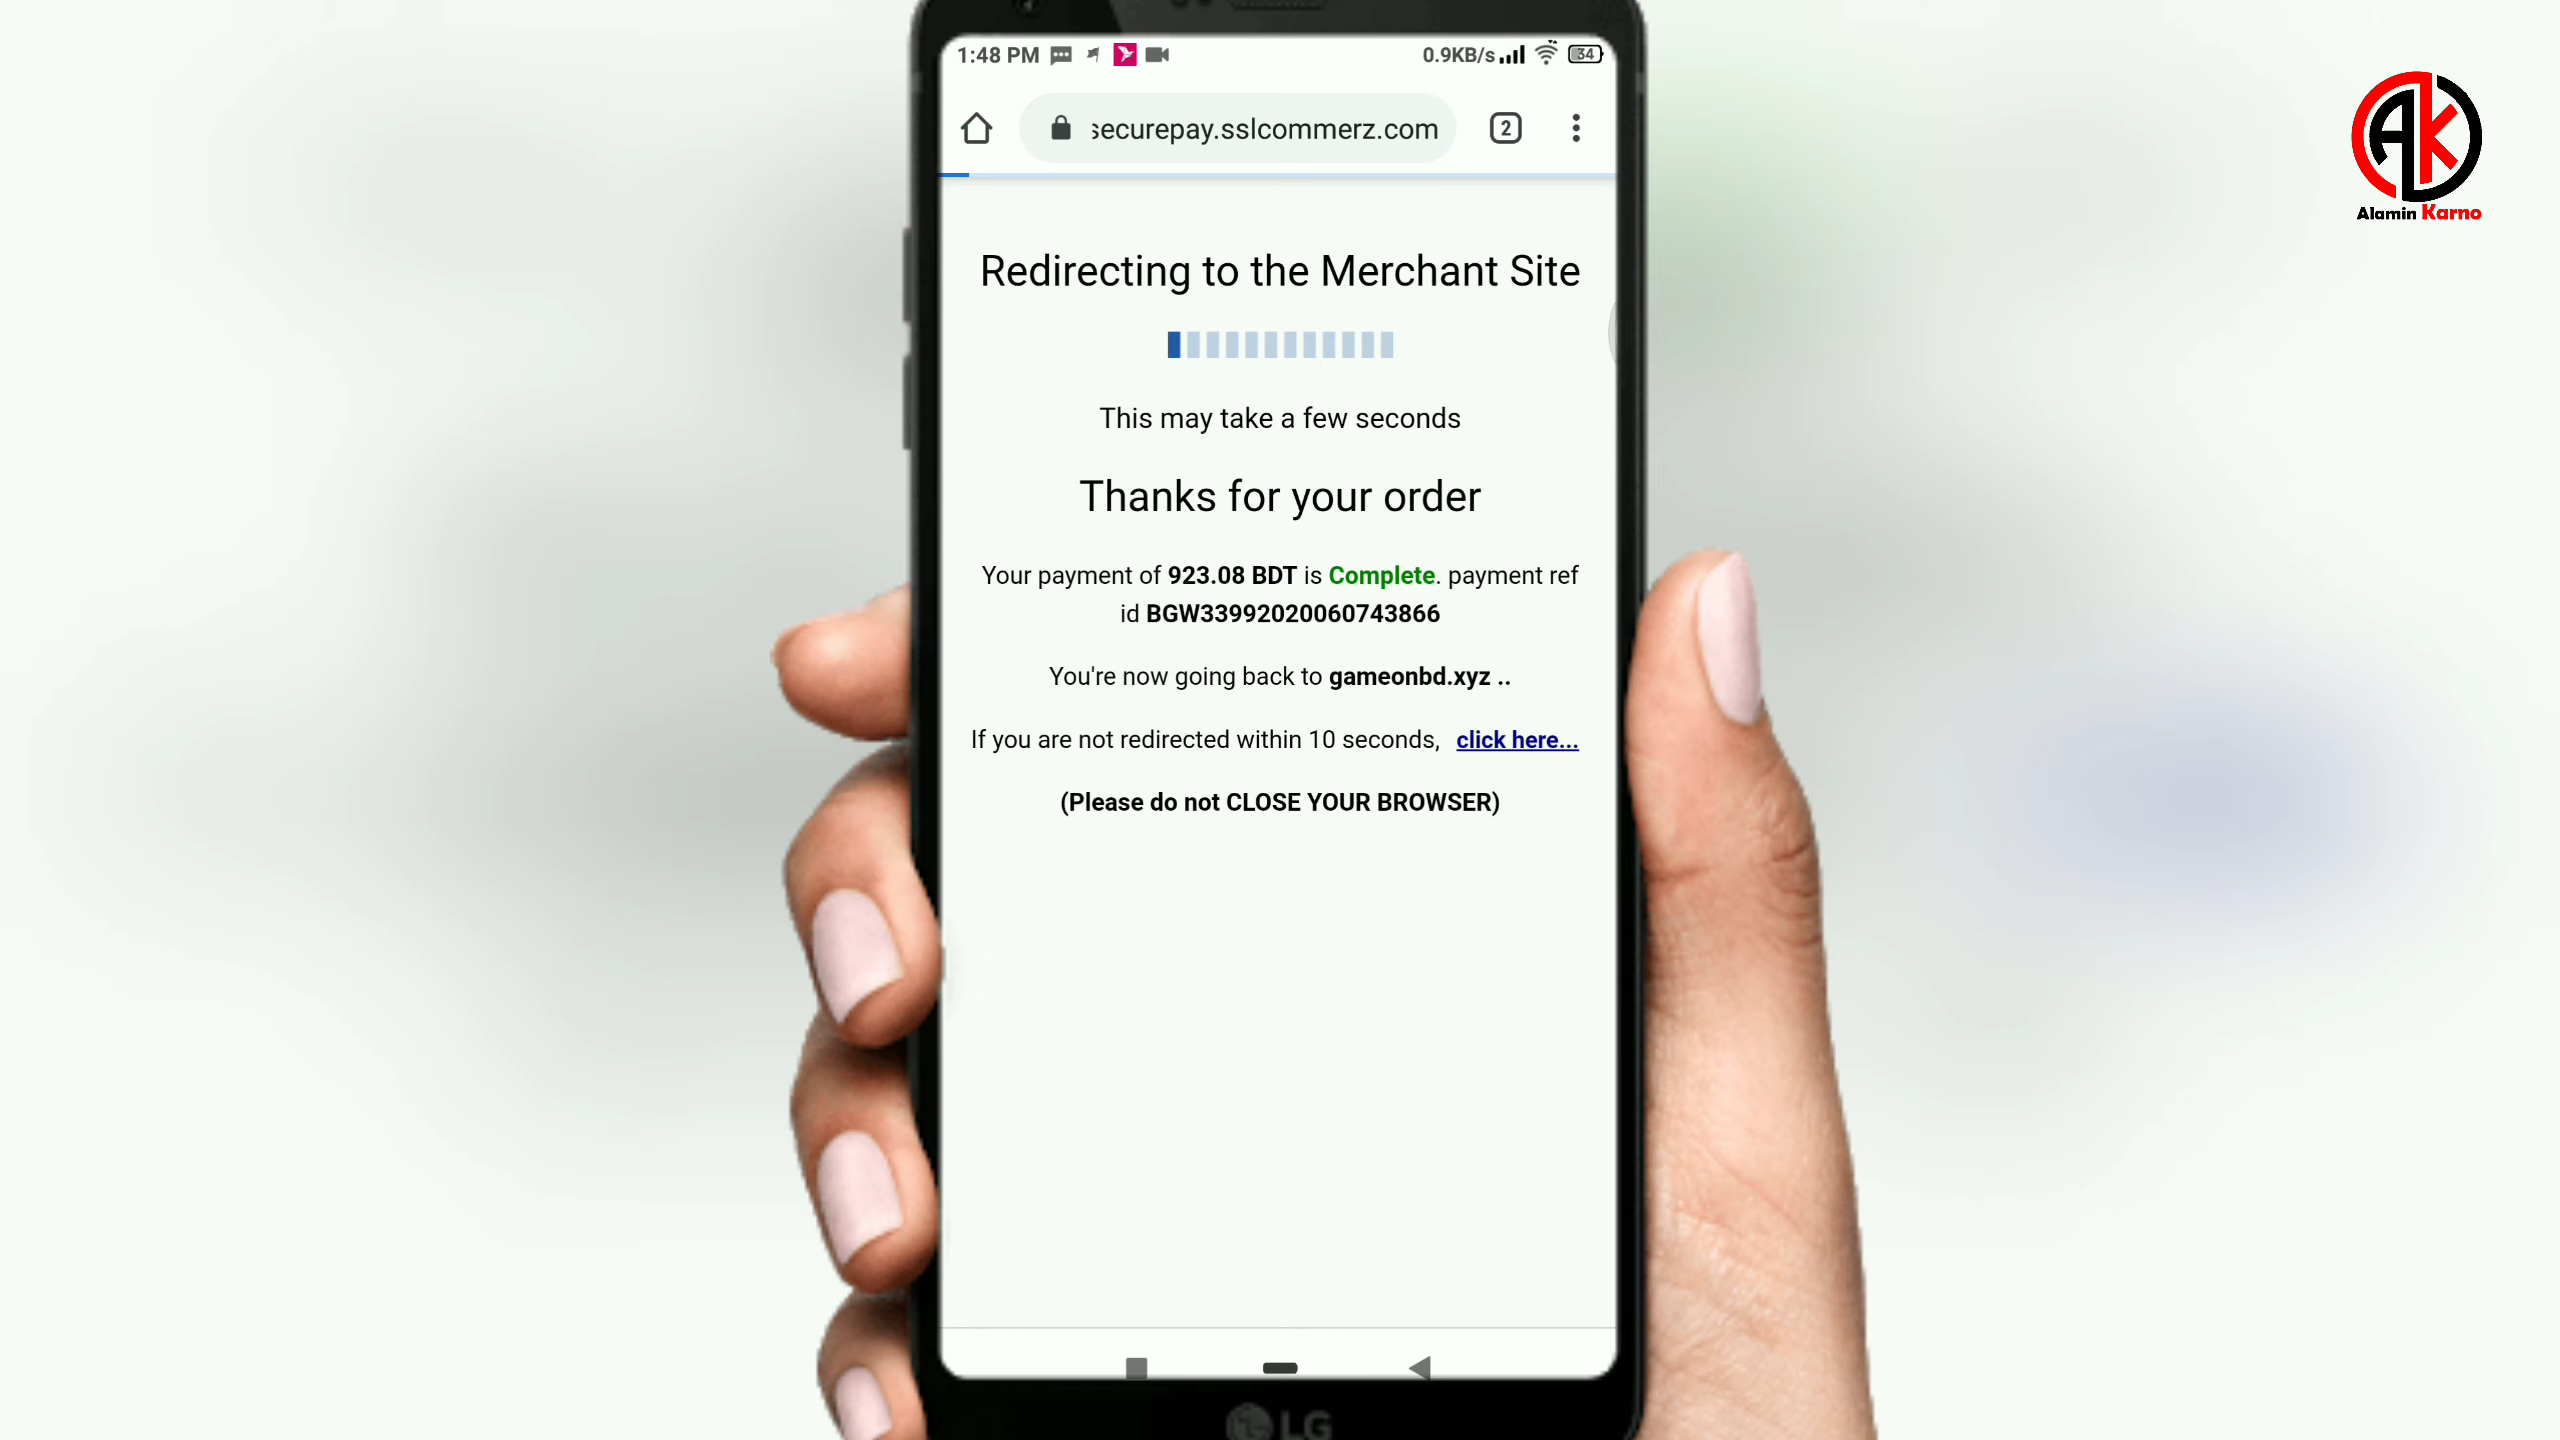 1:48 PM
0.9KB/s
34
securepay.sslcommerz.com
2
AK
Alamin Karno
Redirecting to the Merchant Site
This may take a few seconds
Thanks for your order
Your payment of 923.08 BDT is Complete. payment ref
id BGW33992020060743866
You're now going back to gameonbd.xyz ..
If you are not redirected within 10 seconds, click here...
(Please do not CLOSE YOUR BROWSER)
LG